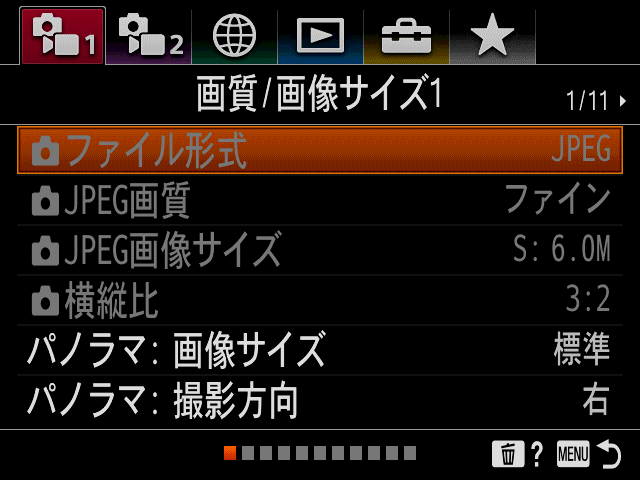 1 2
画質/画像サイズ1
1/11
ファイル形式 JPEG
JPEG画質 ファイン
JPEG画像サイズ S: 6.0M
横縦比 3:2
パノラマ: 画像サイズ 標準
パノラマ: 撮影方向 右
? MENU